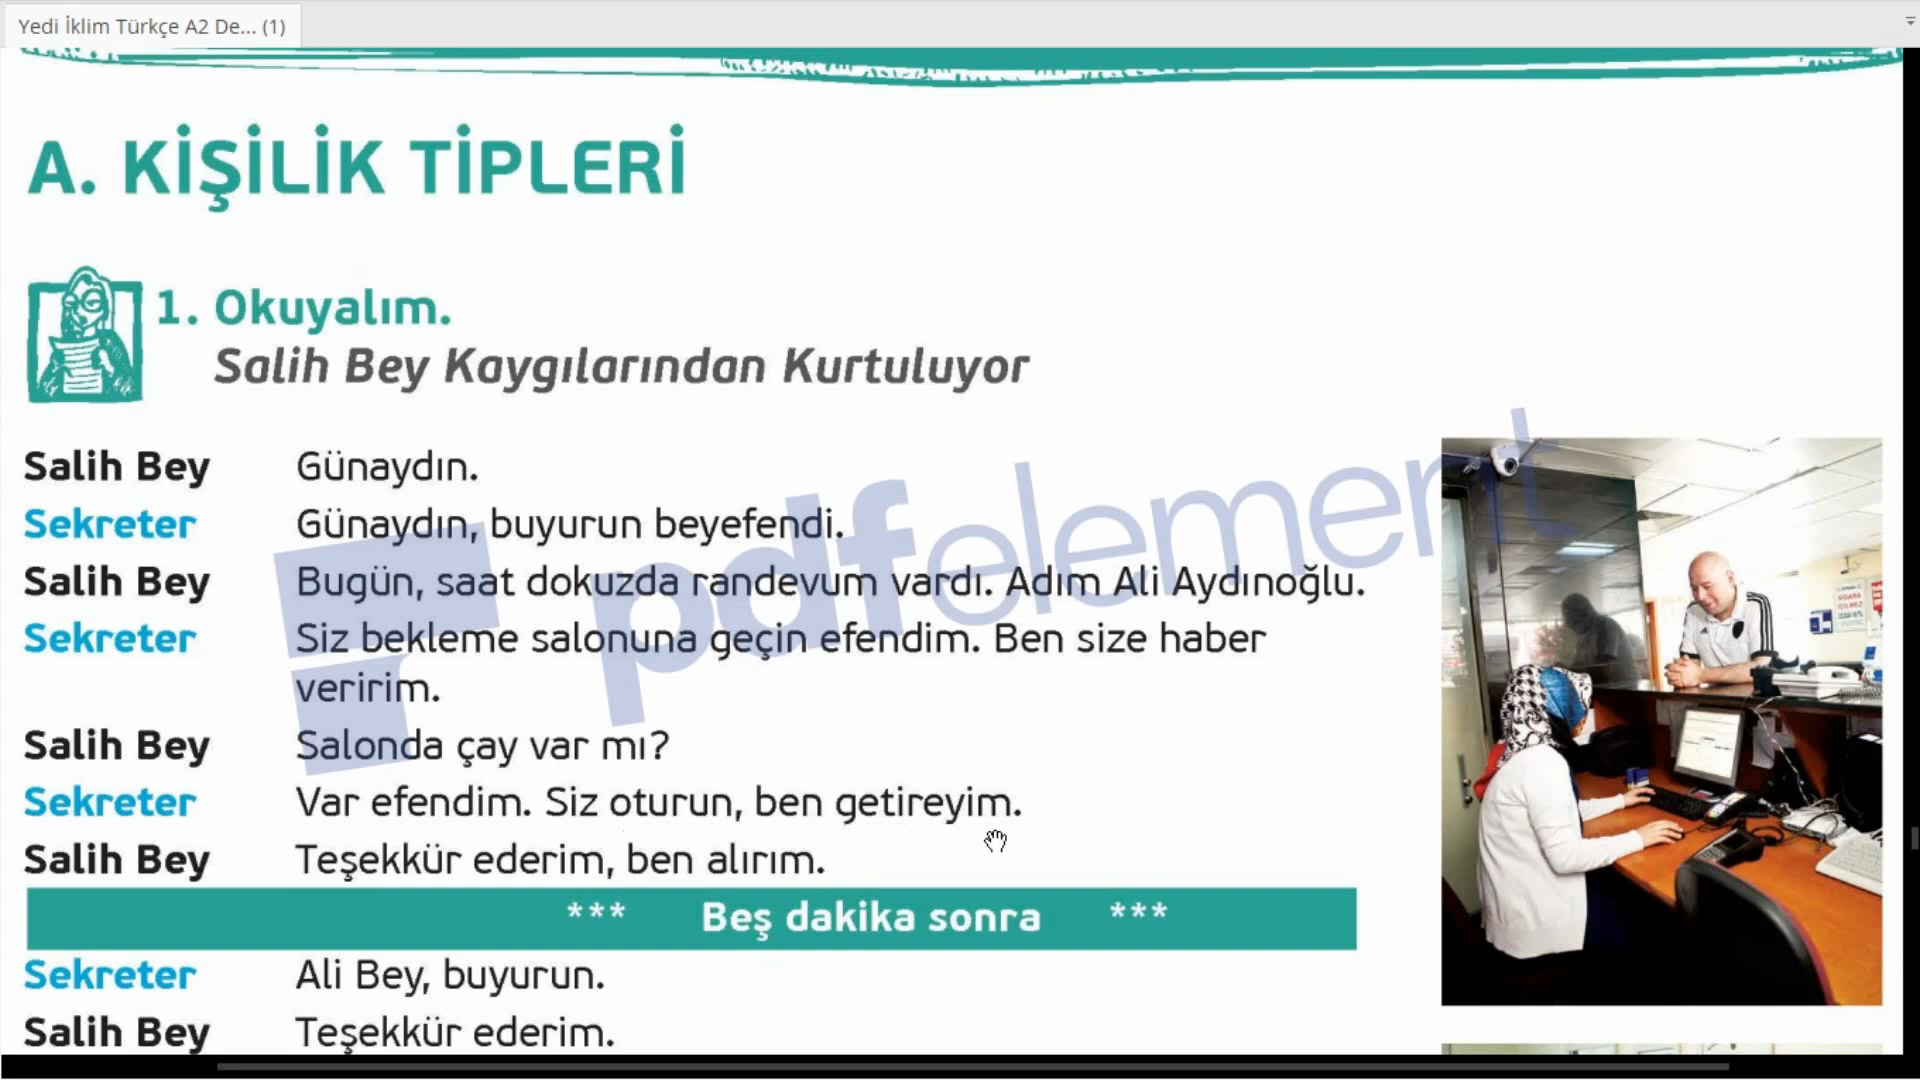 Yedi İklim Türkçe A2 De... (1)
A. KİŞİLİK TİPLERİ
1. Okuyalım.
Salih Bey Kaygılarından Kurtuluyor
Salih Bey Günaydın.
Sekreter Günaydın, buyurun beyefendi.
Salih Bey Bugün, saat dokuzda randevum vardı. Adım Ali Aydınoğlu.
Sekreter Siz bekleme salonuna geçin efendim. Ben size haber
veririm.
Salih Bey Salonda çay var mı?
Sekreter Var efendim. Siz oturun, ben getireyim.
Salih Bey Teşekkür ederim, ben alırım.
*** Beş dakika sonra ***
Sekreter Ali Bey, buyurun.
Salih Bey Teşekkür ederim.
pdfelement